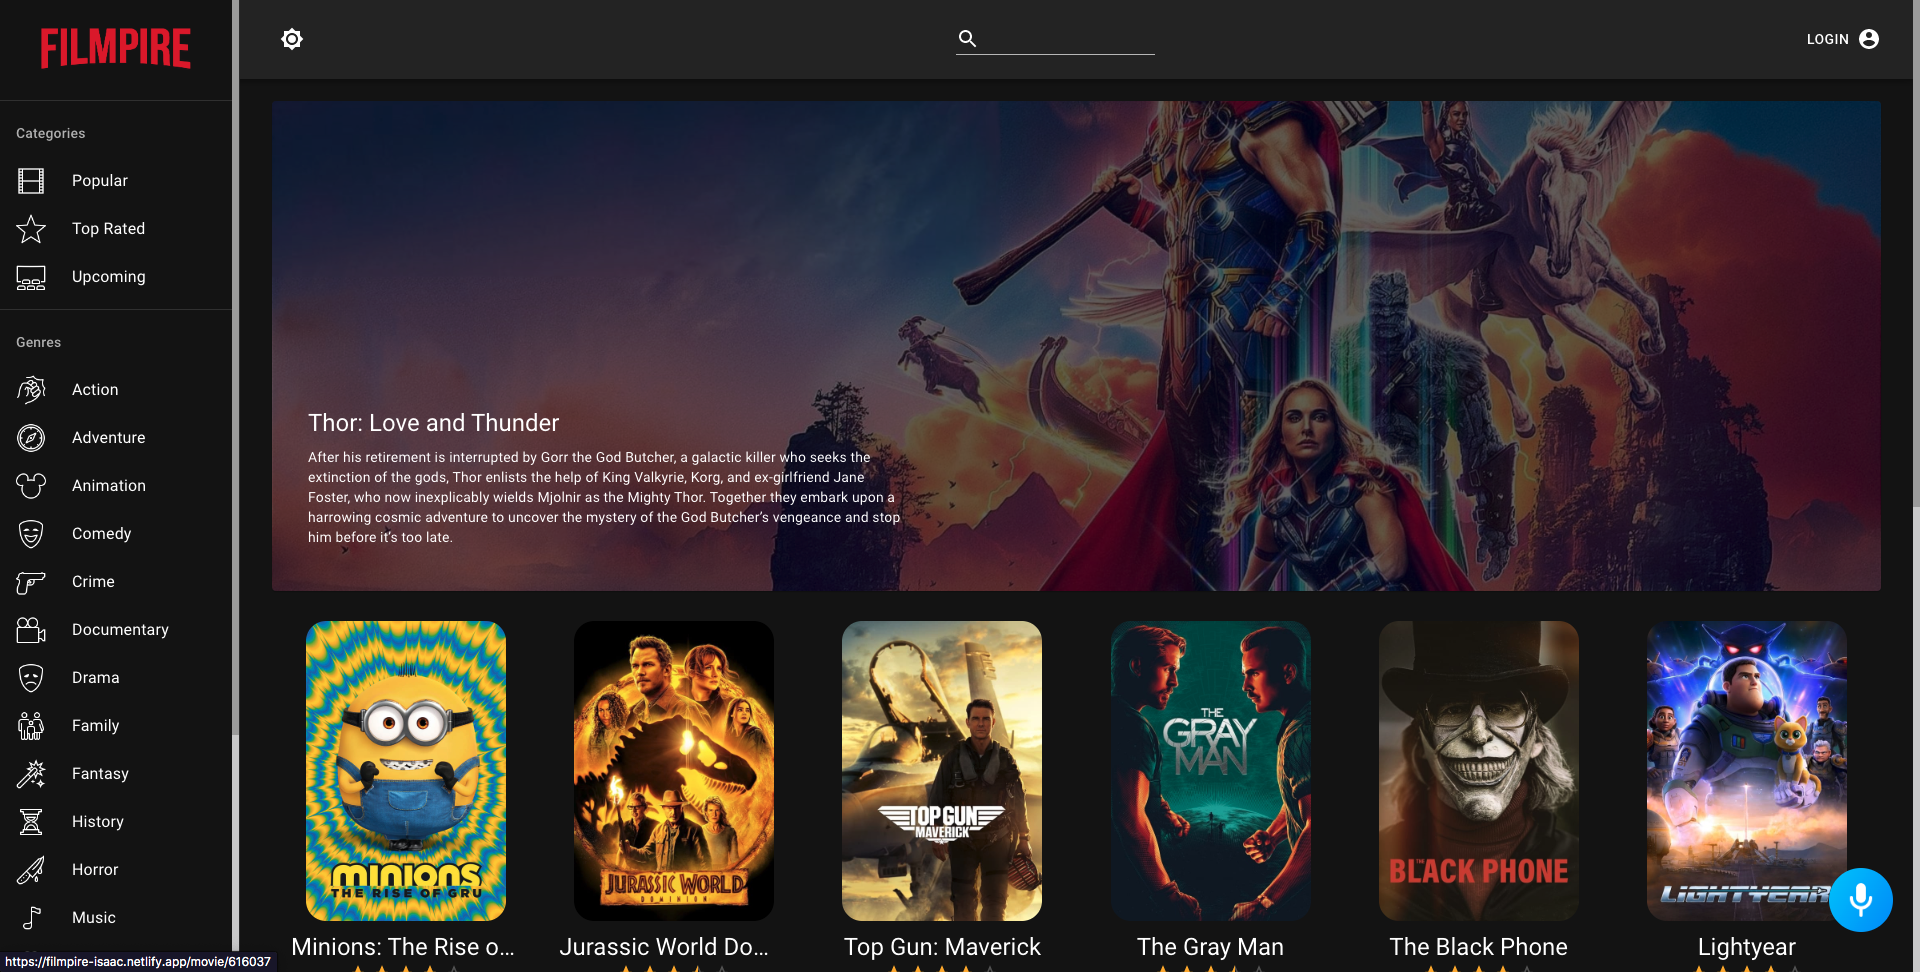 FILMPIRE
LOGIN
Categories
Popular
Top Rated
Upcoming
Genres
Action
Adventure
Animation
Comedy
Crime
Documentary
Drama
Family
Fantasy
History
Horror
Music
Thor: Love and Thunder
After his retirement is interrupted by Gorr the God Butcher, a galactic killer who seeks the
extinction of the gods, Thor enlists the help of King Valkyrie, Korg, and ex-girlfriend Jane
Foster, who now inexplicably wields Mjolnir as the Mighty Thor. Together they embark upon a
harrowing cosmic adventure to uncover the mystery of the God Butcher’s vengeance and stop
him before it’s too late.
minions
THE RISE OF GRU
JURASSIC WORLD
DOMINION
TOP GUN
MAVERICK
THE
GRAY
MAN
THE
BLACK PHONE
LIGHTYEAR
Minions: The Rise o...
Jurassic World Do...
Top Gun: Maverick
The Gray Man
The Black Phone
Lightyear
https://filmpire-isaac.netlify.app/movie/616037